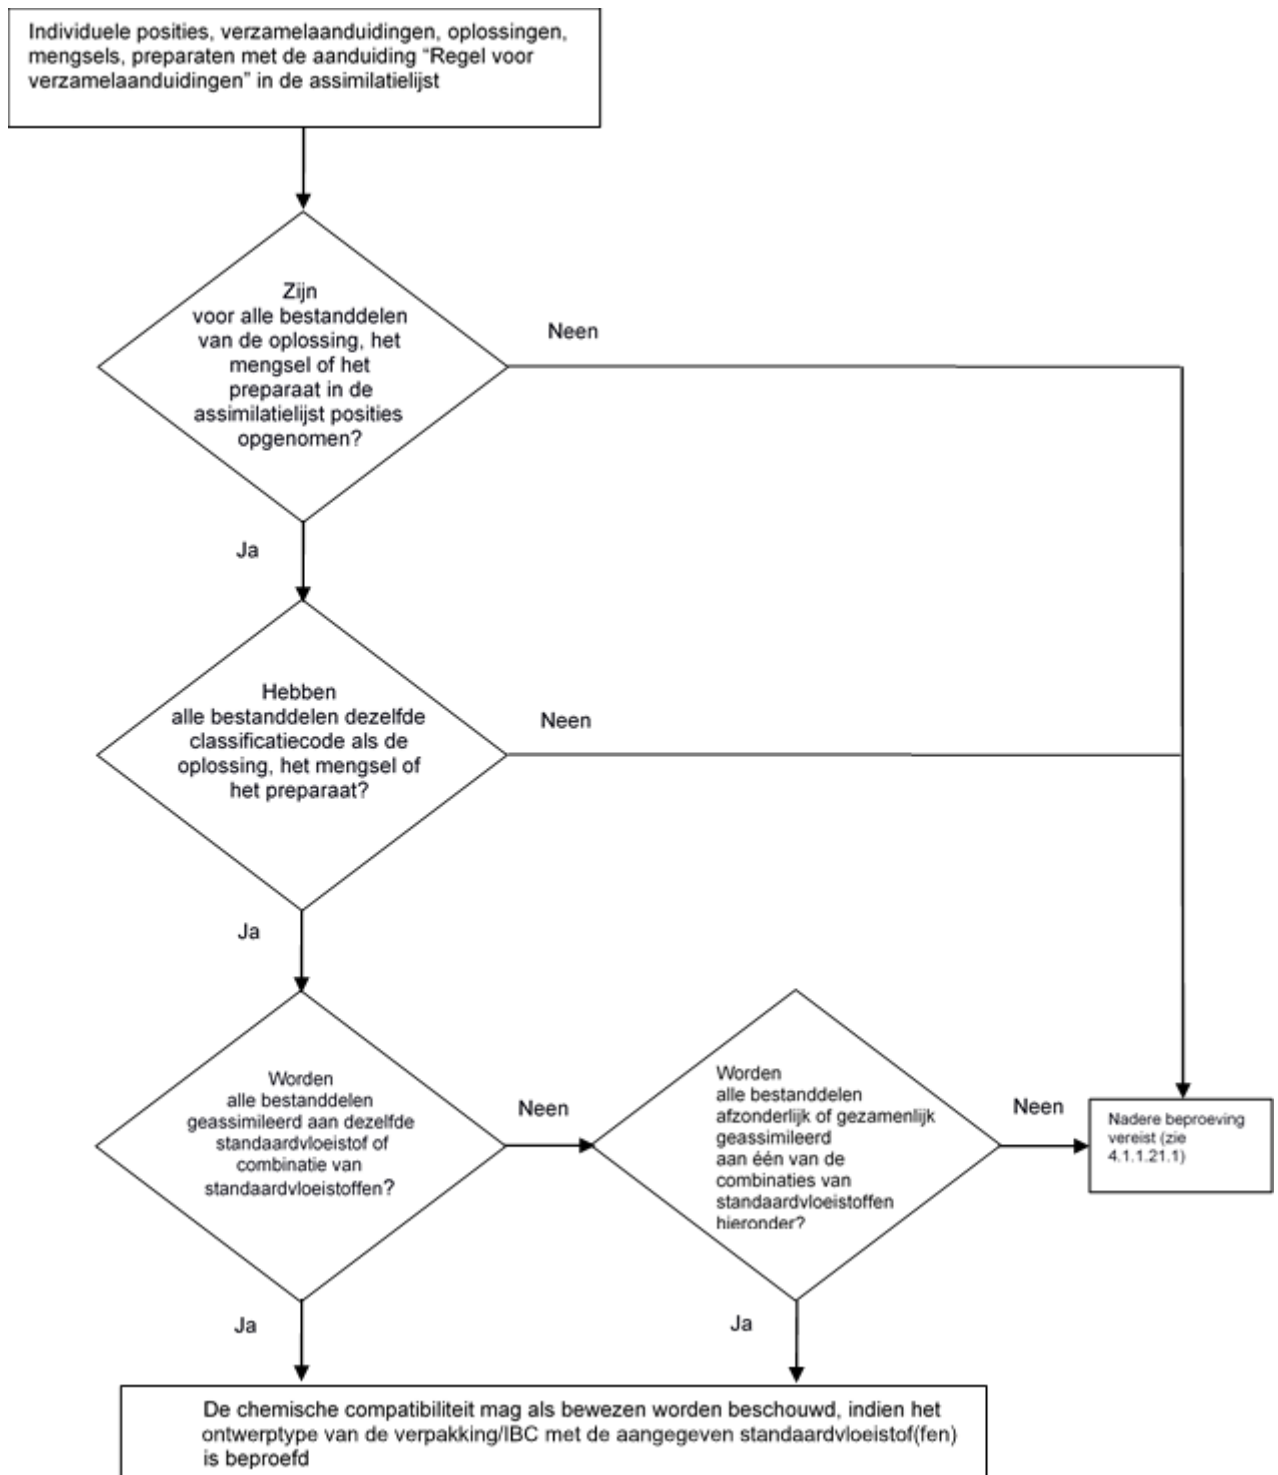 Individuele posities, verzamelaanduidingen, oplossingen,
mengsels, preparaten met de aanduiding “Regel voor
verzamelaanduidingen” in de assimilatielijst
Zijn
voor alle bestanddelen
van de oplossing, het
mengsel of het
preparaat in de
assimilatielijst posities
opgenomen?
Neen
Ja
Hebben
alle bestanddelen dezelfde
classificatiecode als de
oplossing, het mengsel of
het preparaat?
Neen
Ja
Worden
alle bestanddelen
geassimileerd aan dezelfde
standaardvloeistof of
combinatie van
standaardvloeistoffen?
Neen
Worden
alle bestanddelen
afzonderlijk of gezamenlijk
geassimileerd
aan één van de
combinaties van
standaardvloeistoffen
hieronder?
Neen
Nadere beproeving
vereist (zie
4.1.1.21.1)
Ja
Ja
De chemische compatibiliteit mag als bewezen worden beschouwd, indien het
ontwerptype van de verpakking/IBC met de aangegeven standaardvloeistof(fen)
is beproefd